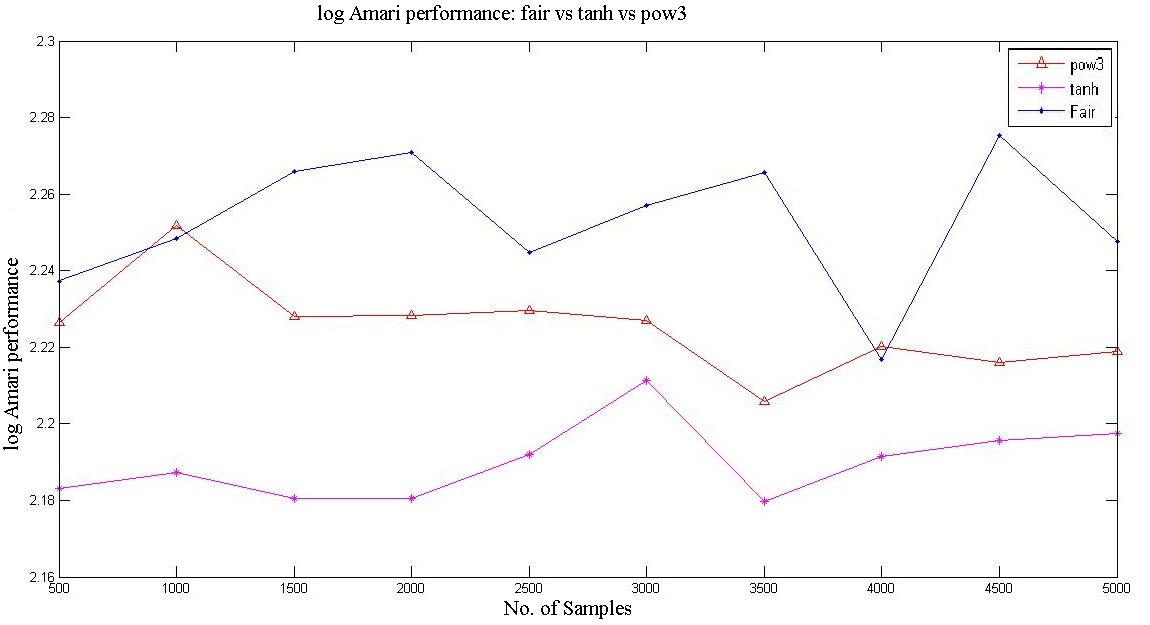 log Amari performance: fair vs tanh vs pow3
2.3
2.28
2.26
2.24
2.22
2.2
2.18
2.16
log Amari performance
pow3
tanh
Fair
500 1000 1500 2000 2500 3000 3500 4000 4500 5000
No. of Samples